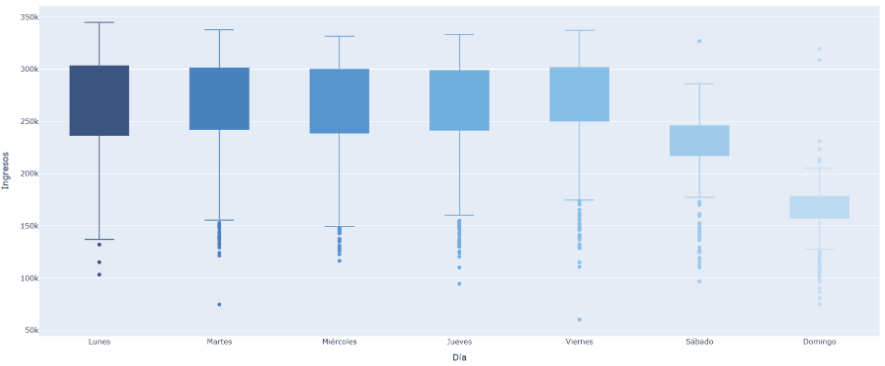 Ingresos
350k
300k
250k
200k
150k
100k
50k
Lunes Martes Miércoles Jueves Viernes Sábado Domingo
Día